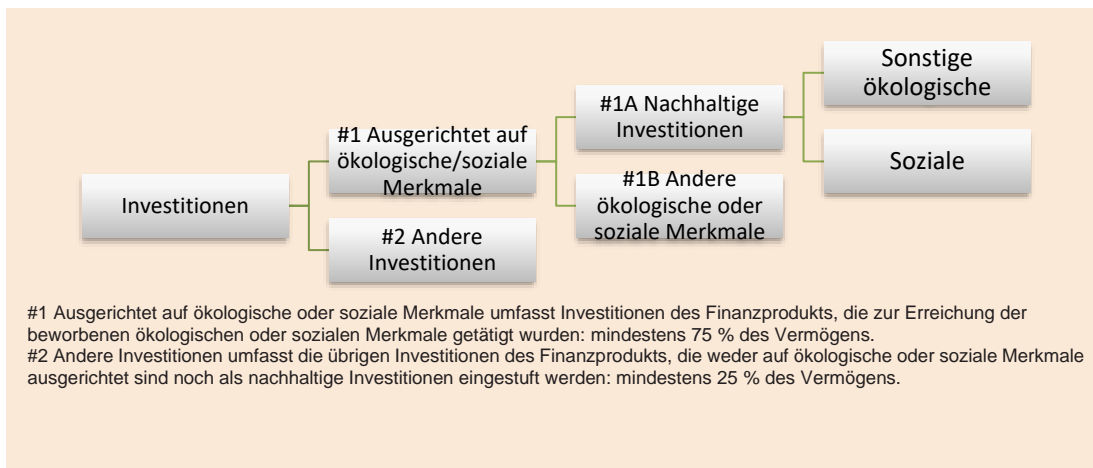 Investitionen
#1 Ausgerichtet auf
ökologische/soziale
Merkmale
#2 Andere
Investitionen
#1A Nachhaltige
Investitionen
#1B Andere
ökologische oder
soziale Merkmale
Sonstige
ökologische
Soziale
#1 Ausgerichtet auf ökologische oder soziale Merkmale umfasst Investitionen des Finanzprodukts, die zur Erreichung der
beworbenen ökologischen oder sozialen Merkmale getätigt wurden: mindestens 75 % des Vermögens.
#2 Andere Investitionen umfasst die übrigen Investitionen des Finanzprodukts, die weder auf ökologische oder soziale Merkmale
ausgerichtet sind noch als nachhaltige Investitionen eingestuft werden: mindestens 25 % des Vermögens.